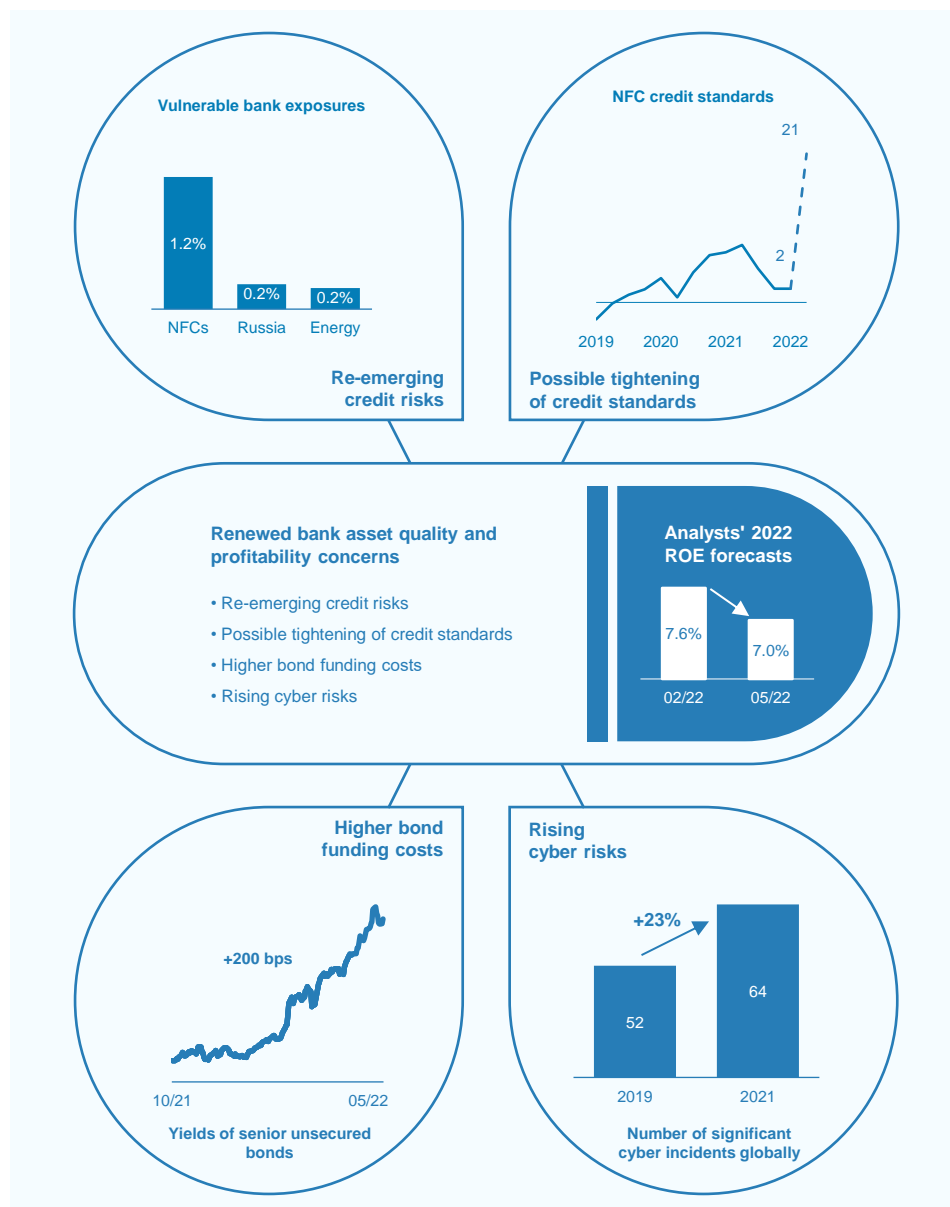 Vulnerable bank exposures
1.2%
0.2%
0.2%
NFCs
Russia
Energy
Re-emerging
credit risks
NFC credit standards
21
2
2019
2020
2021
2022
Possible tightening
of credit standards
Renewed bank asset quality and
profitability concerns
• Re-emerging credit risks
• Possible tightening of credit standards
• Higher bond funding costs
• Rising cyber risks
Analysts' 2022
ROE forecasts
7.6%
7.0%
02/22
05/22
Higher bond
funding costs
+200 bps
10/21
05/22
Yields of senior unsecured
bonds
Rising
cyber risks
+23%
52
64
2019
2021
Number of significant
cyber incidents globally